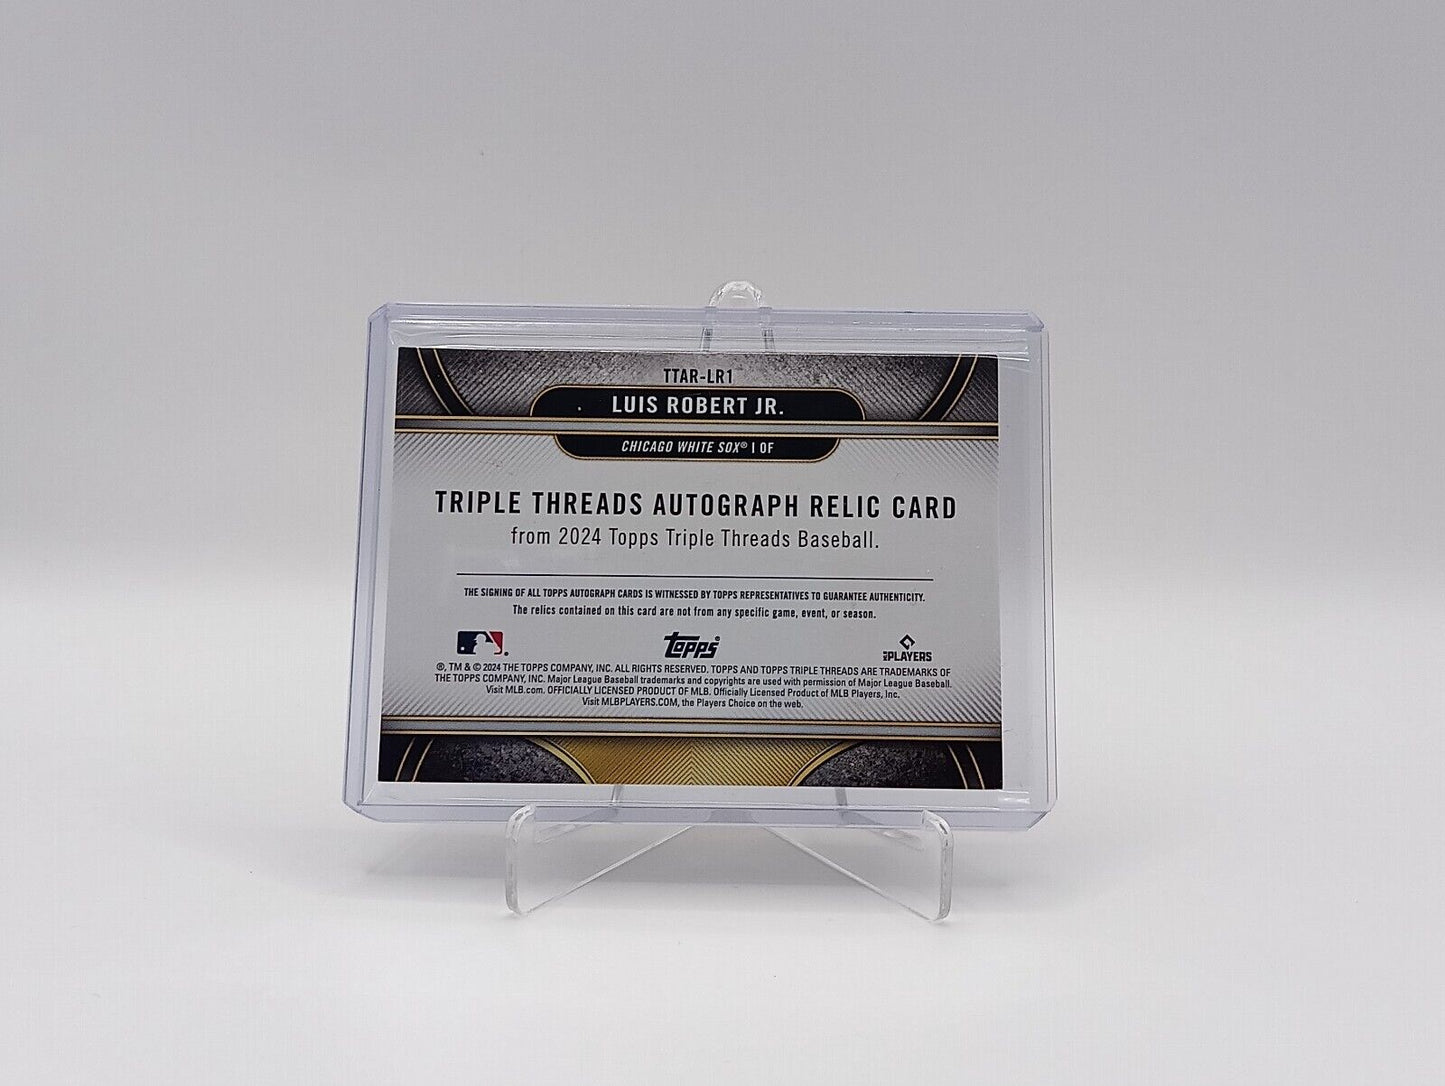 TTAR-LR1
LUIS ROBERT JR.
CHICAGO WHITE SOX® | OF
TRIPLE THREADS AUTOGRAPH RELIC CARD
from 2024 Topps Triple Threads Baseball.
THE SIGNING OF ALL TOPPS AUTOGRAPH CARDS IS WITNESSED BY TOPPS REPRESENTATIVES TO GUARANTEE AUTHENTICITY.
The relics contained on this card are not from any specific game, event, or season.
topps
PLAYERS
®, TM & © 2024 THE TOPPS COMPANY, INC. ALL RIGHTS RESERVED. TOPPS AND TOPPS TRIPLE THREADS ARE TRADEMARKS OF
THE TOPPS COMPANY, INC. Major League Baseball trademarks and copyrights are used with permission of Major League Baseball.
Visit MLB.com. OFFICIALLY LICENSED PRODUCT OF MLB. Officially Licensed Product of MLB Players, Inc.
Visit MLBPLAYERS.COM, the Players Choice on the web.